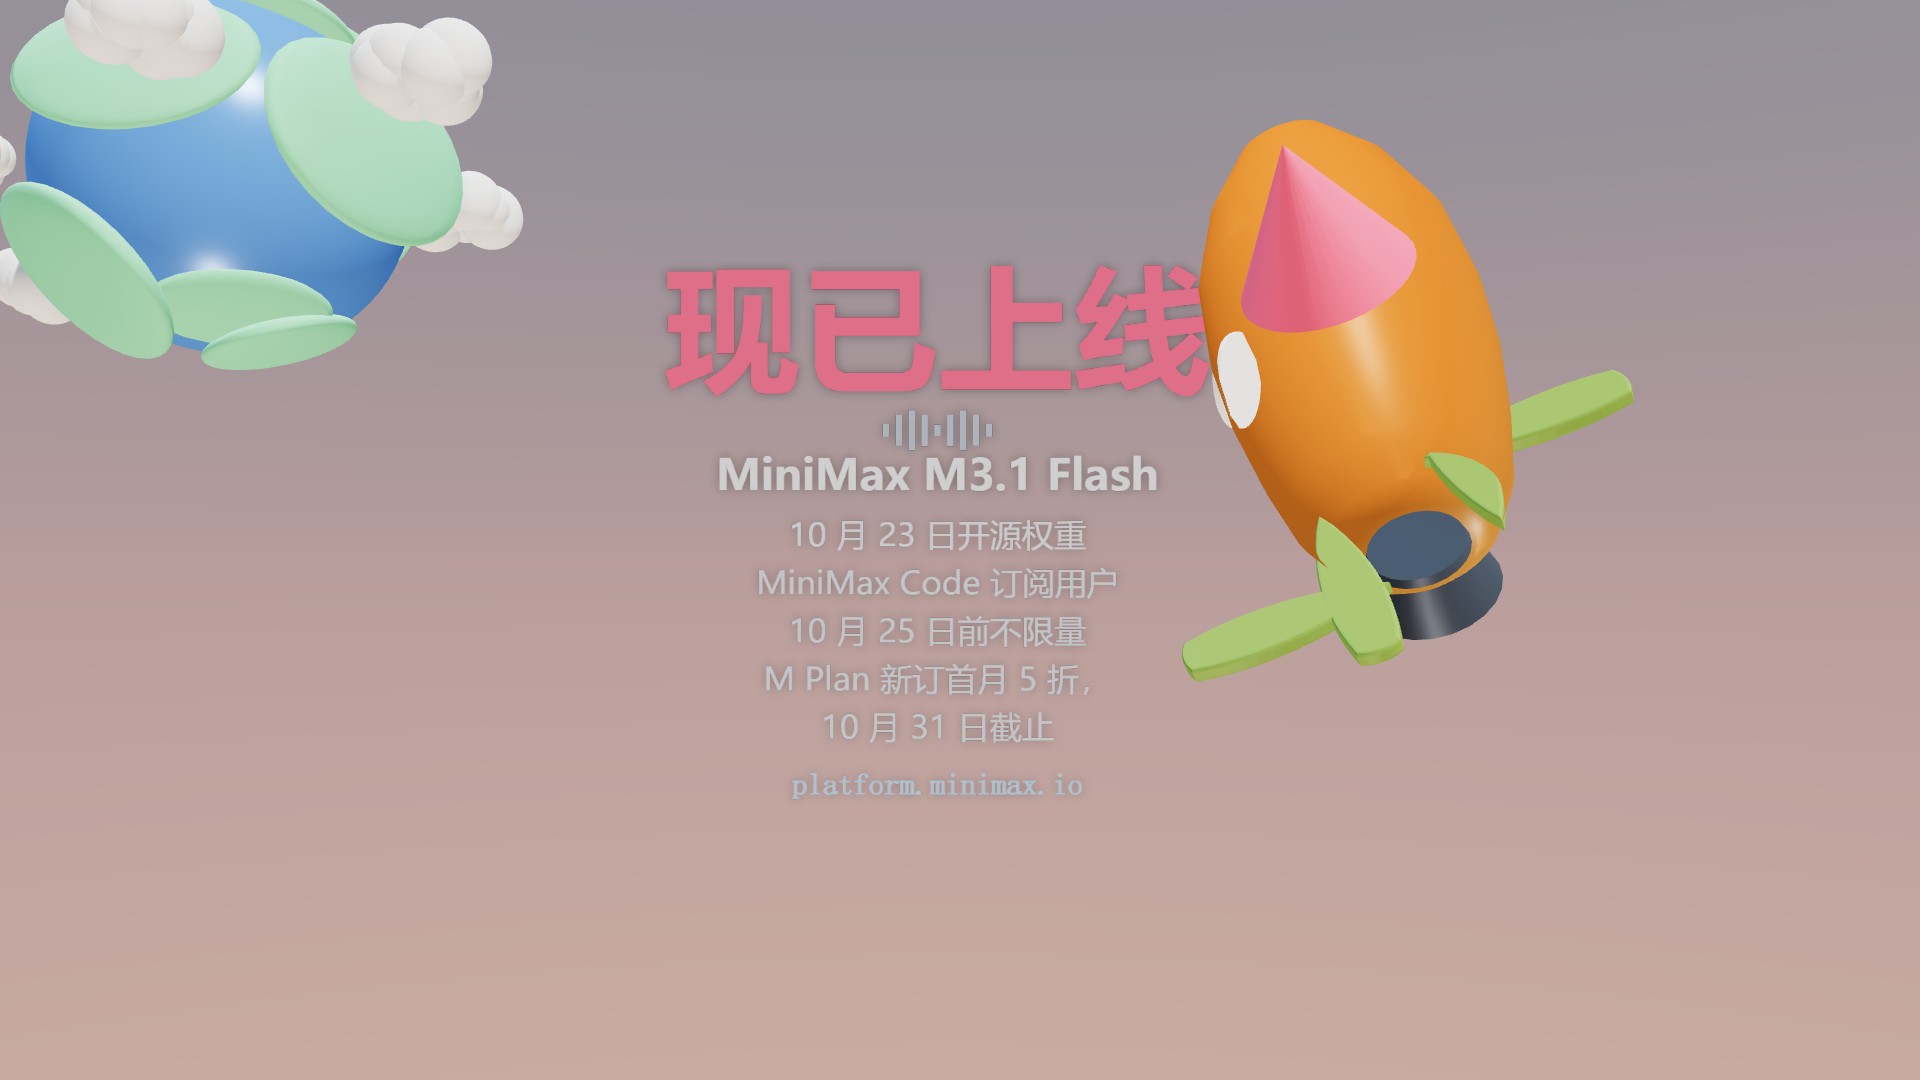 现已上线
MiniMax M3.1 Flash
10 月 23 日开源权重
MiniMax Code 订阅用户
10 月 25 日前不限量
M Plan 新订首月 5 折，
10 月 31 日截止
platform.minimax.io